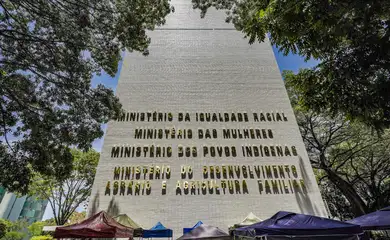 MINISTÉRIO DA IGUALDADE RACIAL
MINISTÉRIO DAS MULHERES
MINISTÉRIO DOS POVOS INDÍGENAS
MINISTÉRIO DO DESENVOLVIMENTO
AGRÁRIO E AGRICULTURA FAMILIAR